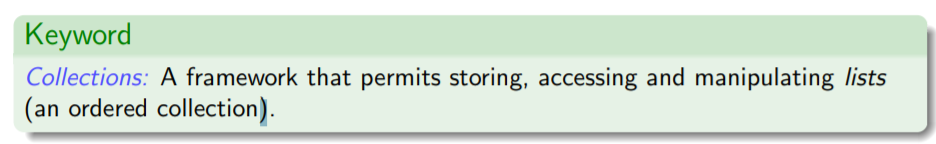 Keyword
Collections: A framework that permits storing, accessing and manipulating lists
(an ordered collection).